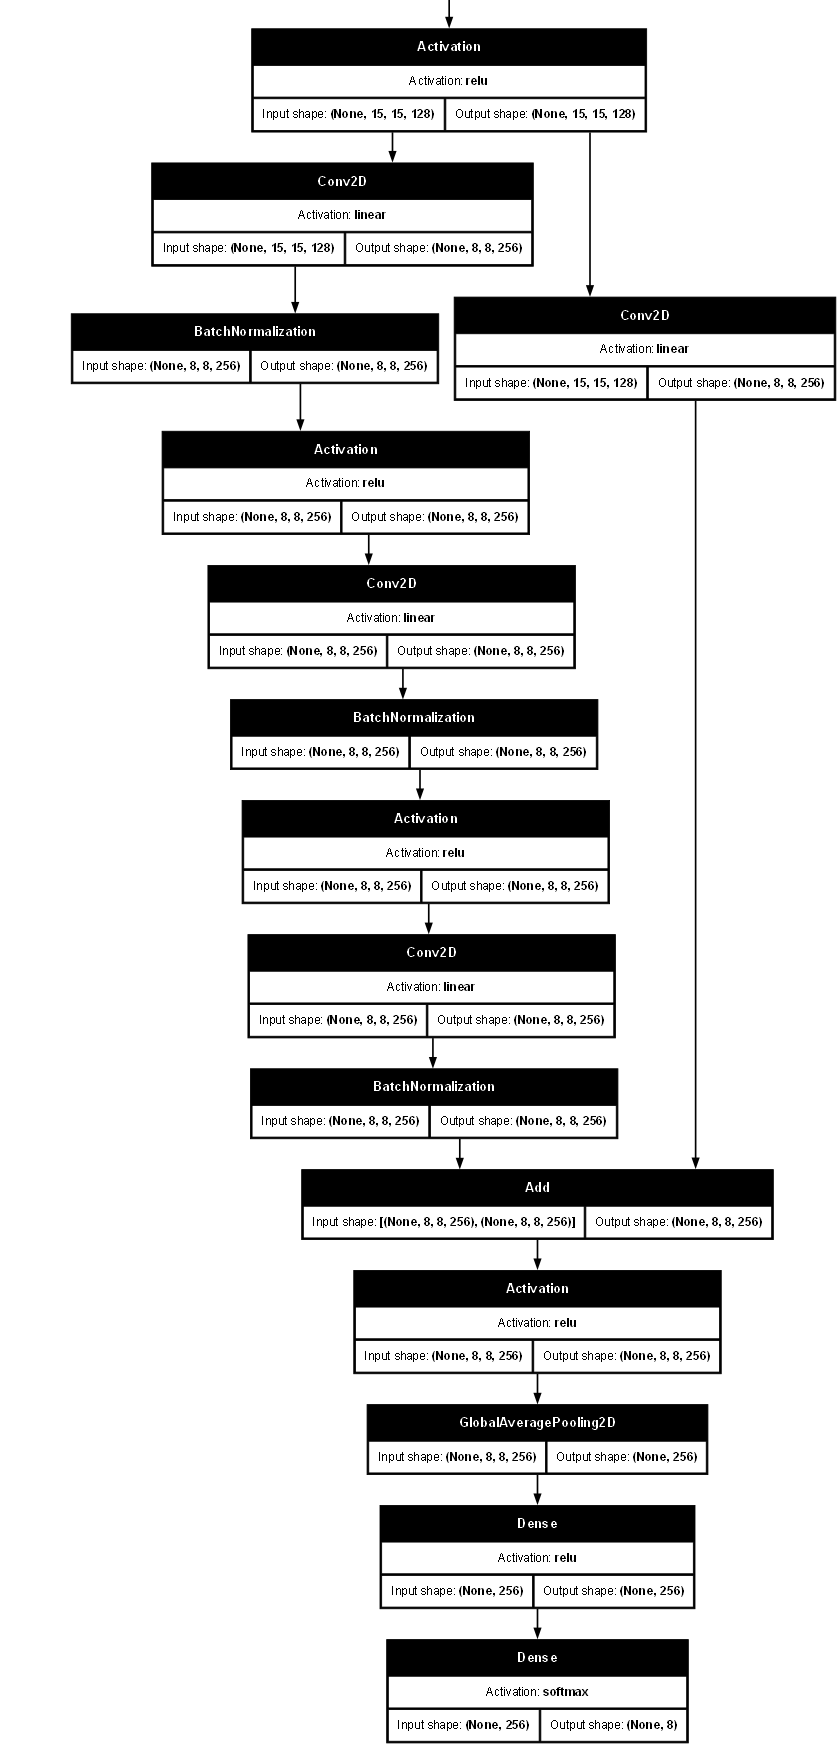 Activation
Activation: relu
Input shape: (None, 15, 15, 128) Output shape: (None, 15, 15, 128)
Conv2D
Activation: linear
Input shape: (None, 15, 15, 128) Output shape: (None, 8, 8, 256)
Conv2D
Activation: linear
Input shape: (None, 15, 15, 128) Output shape: (None, 8, 8, 256)
BatchNormalization
Input shape: (None, 8, 8, 256) Output shape: (None, 8, 8, 256)
Activation
Activation: relu
Input shape: (None, 8, 8, 256) Output shape: (None, 8, 8, 256)
Conv2D
Activation: linear
Input shape: (None, 8, 8, 256) Output shape: (None, 8, 8, 256)
BatchNormalization
Input shape: (None, 8, 8, 256) Output shape: (None, 8, 8, 256)
Activation
Activation: relu
Input shape: (None, 8, 8, 256) Output shape: (None, 8, 8, 256)
Conv2D
Activation: linear
Input shape: (None, 8, 8, 256) Output shape: (None, 8, 8, 256)
BatchNormalization
Input shape: (None, 8, 8, 256) Output shape: (None, 8, 8, 256)
Add
Input shape: [(None, 8, 8, 256), (None, 8, 8, 256)] Output shape: (None, 8, 8, 256)
Activation
Activation: relu
Input shape: (None, 8, 8, 256) Output shape: (None, 8, 8, 256)
GlobalAveragePooling2D
Input shape: (None, 8, 8, 256) Output shape: (None, 256)
Dense
Activation: relu
Input shape: (None, 256) Output shape: (None, 256)
Dense
Activation: softmax
Input shape: (None, 256) Output shape: (None, 8)